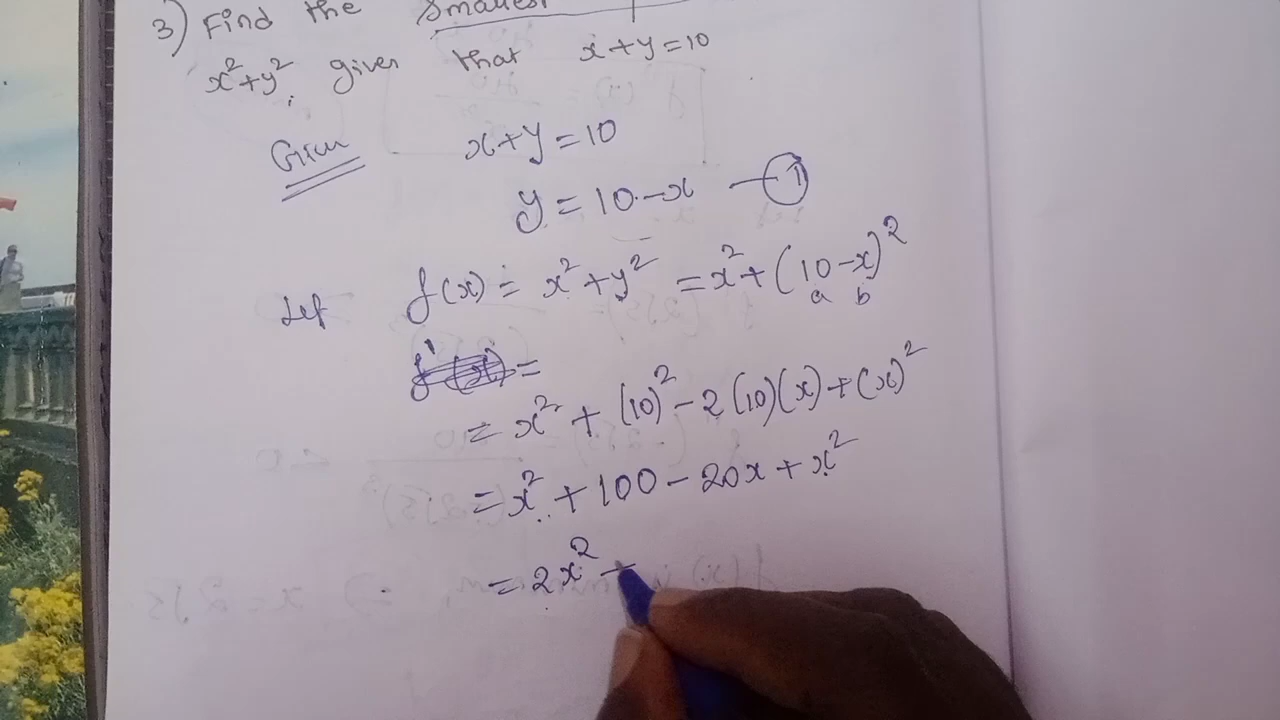 3) Find the smallest
x²+y², given that x+y=10
Given x+y=10
y = 10-x — ①
Let f(x) = x²+y² = x²+(10-x)²
a b
f'(x) =
= x² + (10)² - 2(10)(x) + (x)²
= x² + 100 - 20x + x²
= 2x² -